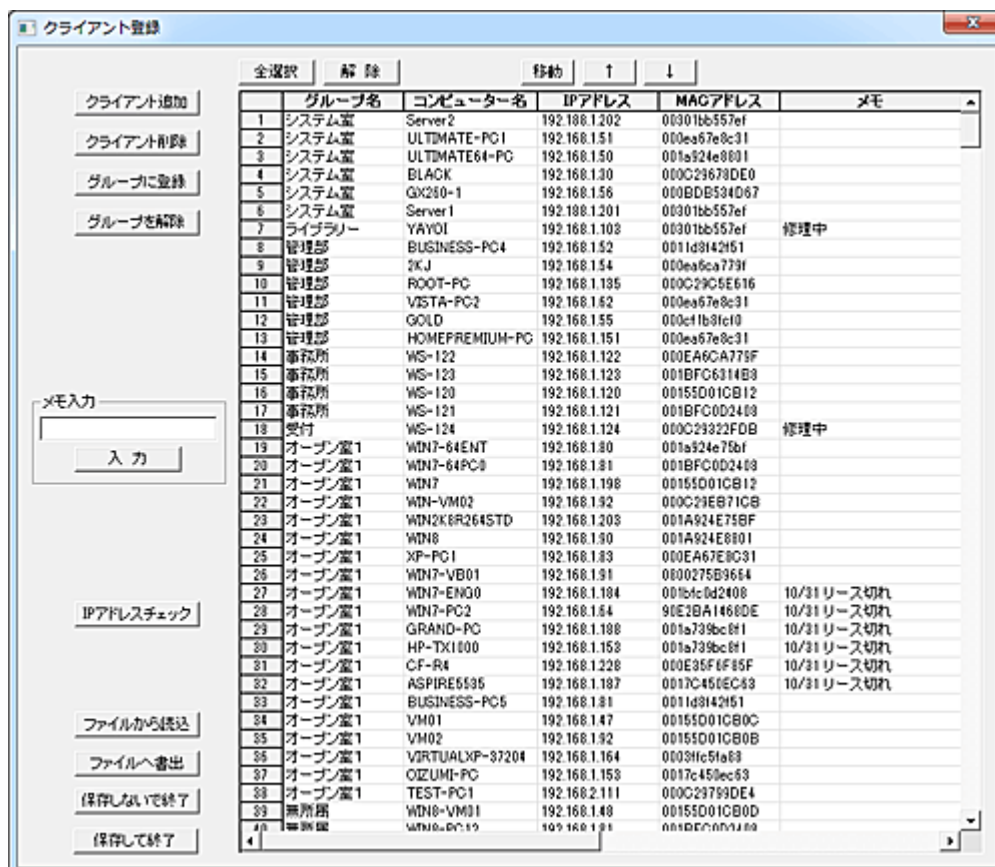 クライアント登録
全選択 解 除 移動 ↑ ↓
クライアント追加
クライアント削除
グループに登録
グループを解除
メモ入力
入 力
IPアドレスチェック
ファイルから読込
ファイルへ書出
保存しないで終了
保存して終了
グループ名 コンピューター名 IPアドレス MACアドレス メモ
1 システム室 Server2 192.188.1.202 00301bb557ef
2 システム室 ULTIMATE-PC1 192.168.1.51 000ea67e8c31
3 システム室 ULTIMATE64-PC 192.168.1.50 001a924e8801
4 システム室 BLACK 192.168.1.30 000C29678DE0
5 システム室 GX260-1 192.168.1.56 000BDB534D67
6 システム室 Server1 192.188.1.201 00301bb557ef
7 ライブラリー YAYOI 192.168.1.103 00301bb557ef 修理中
8 管理部 BUSINESS-PC4 192.168.1.52 0011d8f42f51
9 管理部 2KJ 192.168.1.54 000ea6ca779f
10 管理部 ROOT-PC 192.168.1.135 000C29C5E616
11 管理部 VISTA-PC2 192.168.1.62 000ea67e8c31
12 管理部 GOLD 192.168.1.55 000cf1b8fcf0
13 管理部 HOMEPREMIUM-PC 192.168.1.151 000ea67e8c31
14 事務所 WS-122 192.168.1.122 000EA6CA779F
15 事務所 WS-123 192.168.1.123 001BFC6314B8
16 事務所 WS-120 192.168.1.120 00155D01CB12
17 事務所 WS-121 192.168.1.121 001BFC0D2408
18 受付 WS-124 192.168.1.124 000C29322FDB 修理中
19 オープン室1 WIN7-64ENT 192.168.1.80 001a924e75bf
20 オープン室1 WIN7-64PC0 192.168.1.81 001BFC0D2408
21 オープン室1 WIN7 192.168.1.198 00155D01CB12
22 オープン室1 WIN-VM02 192.168.1.92 000C29EB71CB
23 オープン室1 WIN2K8R264STD 192.168.1.203 001A924E75BF
24 オープン室1 WIN8 192.168.1.90 001A924E8801
25 オープン室1 XP-PC1 192.168.1.83 000EA67E8C31
26 オープン室1 WIN7-VB01 192.168.1.91 0800275B9664
27 オープン室1 WIN7-ENG0 192.168.1.184 001bfc0d2408 10/31リース切れ
28 オープン室1 WIN7-PC2 192.168.1.64 90E2BA1468DE 10/31リース切れ
29 オープン室1 GRAND-PC 192.168.1.188 001a739bc8f1 10/31リース切れ
30 オープン室1 HP-TX1000 192.168.1.153 001a739bc8f1 10/31リース切れ
31 オープン室1 CF-R4 192.168.1.228 000E35F6F85F 10/31リース切れ
32 オープン室1 ASPIRE5535 192.168.1.187 0017C450EC63 10/31リース切れ
33 オープン室1 BUSINESS-PC5 192.168.1.81 0011d8f42f51
34 オープン室1 VM01 192.168.1.47 00155D01CB0C
35 オープン室1 VM02 192.168.1.92 00155D01CB0B
36 オープン室1 VIRTUALXP-37204 192.168.1.164 0003ffc5fa88
37 オープン室1 OIZUMI-PC 192.168.1.153 0017c450ec63
38 オープン室1 TEST-PC1 192.168.2.111 000C29799DE4
39 無所属 WIN8-VM01 192.168.1.48 00155D01CB0D
40 無所属 WIN8-PC12 192.168.1.81 001BFC0D2408